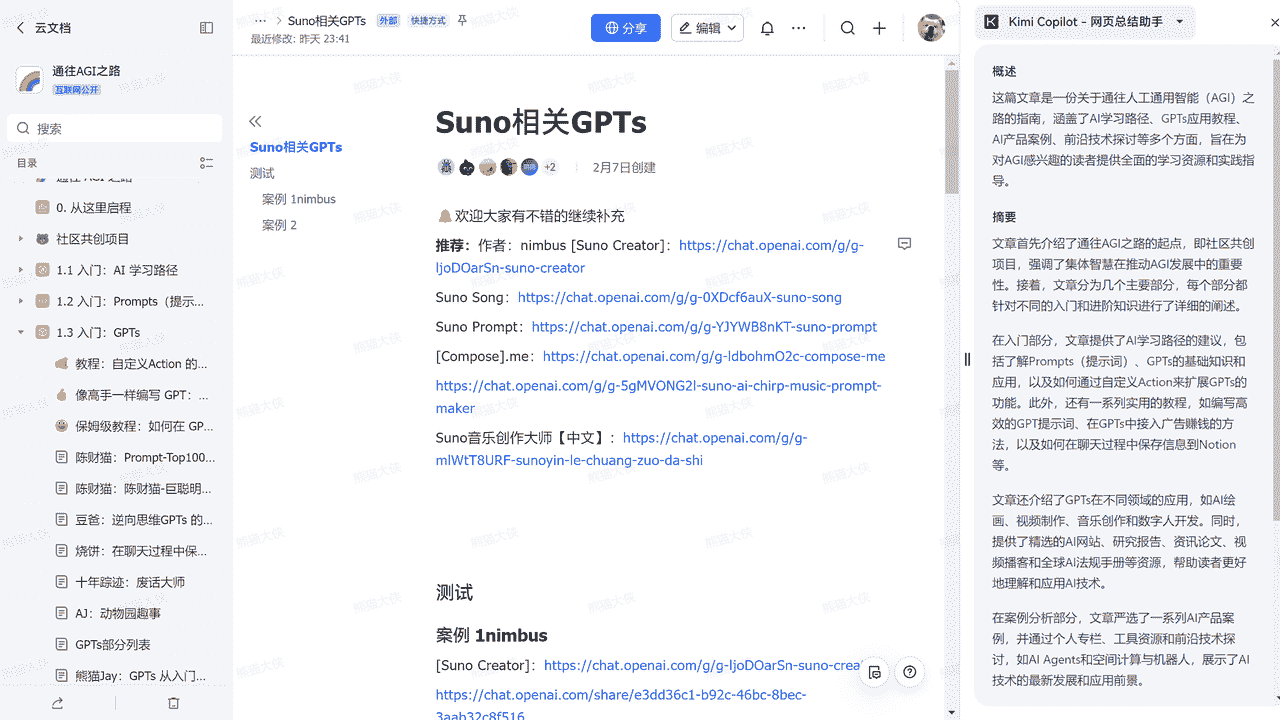 云文档
通往AGI之路
互联网公开
搜索
目录
通往 AGI 之路
0. 从这里启程
社区共创项目
1.1 入门：AI 学习路径
1.2 入门：Prompts（提示...
1.3 入门：GPTs
教程：自定义Action 的...
像高手一样编写 GPT：...
保姆级教程：如何在 GP...
陈财猫：Prompt-Top100...
陈财猫：陈财猫-巨聪明...
豆爸：逆向思维GPTs 的...
烧饼：在聊天过程中保...
十年踪迹：废话大师
AJ：动物园趣事
GPTs部分列表
熊猫Jay：GPTs 从入门...
... > Suno相关GPTs 外部 快捷方式
最近修改: 昨天 23:41
分享
编辑
Suno相关GPTs
测试
案例 1nimbus
案例 2
Suno相关GPTs
+2 2月7日创建
欢迎大家有不错的继续补充
推荐：作者：nimbus [Suno Creator]：https://chat.openai.com/g/g-
IjoDOarSn-suno-creator
Suno Song：https://chat.openai.com/g/g-0XDcf6auX-suno-song
Suno Prompt：https://chat.openai.com/g/g-YJYWB8nKT-suno-prompt
[Compose].me：https://chat.openai.com/g/g-ldbohmO2c-compose-me
https://chat.openai.com/g/g-5gMVONG2l-suno-ai-chirp-music-prompt-
maker
Suno音乐创作大师【中文】：https://chat.openai.com/g/g-
mlWtT8URF-sunoyin-le-chuang-zuo-da-shi
测试
案例 1nimbus
[Suno Creator]：https://chat.openai.com/g/g-IjoDOarSn-suno-crea
https://chat.openai.com/share/e3dd36c1-b92c-46bc-8bec-
3aab32c8f516
熊猫大侠
Kimi Copilot - 网页总结助手
概述
这篇文章是一份关于通往人工通用智能（AGI）之
路的指南，涵盖了AI学习路径、GPTs应用教程、
AI产品案例、前沿技术探讨等多个方面，旨在为
对AGI感兴趣的读者提供全面的学习资源和实践指
导。
摘要
文章首先介绍了通往AGI之路的起点，即社区共创
项目，强调了集体智慧在推动AGI发展中的重要
性。接着，文章分为几个主要部分，每个部分都
针对不同的入门和进阶知识进行了详细的阐述。
在入门部分，文章提供了AI学习路径的建议，包
括了解Prompts（提示词）、GPTs的基础知识和
应用，以及如何通过自定义Action来扩展GPTs的
功能。此外，还有一系列实用的教程，如编写高
效的GPT提示词、在GPTs中接入广告赚钱的方
法，以及如何在聊天过程中保存信息到Notion
等。
文章还介绍了GPTs在不同领域的应用，如AI绘
画、视频制作、音乐创作和数字人开发。同时，
提供了精选的AI网站、研究报告、资讯论文、视
频播客和全球AI法规手册等资源，帮助读者更好
地理解和应用AI技术。
在案例分析部分，文章严选了一系列AI产品案
例，并通过个人专栏、工具资源和前沿技术探
讨，如AI Agents和空间计算与机器人，展示了AI
技术的最新发展和应用前景。